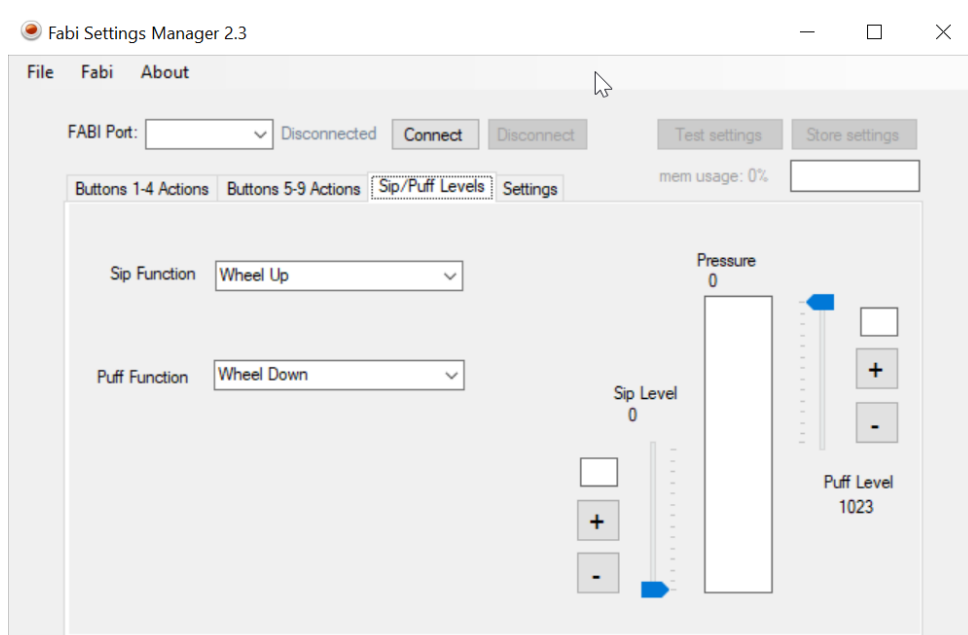 Fabi Settings Manager 2.3
File Fabi About
FABI Port: Disconnected Connect Disconnect Test settings Store settings
mem usage: 0%
Buttons 1-4 Actions Buttons 5-9 Actions Sip/Puff Levels Settings
Sip Function Wheel Up
Pressure
0
+
-
Puff Function Wheel Down
Sip Level
0
+
-
Puff Level
1023